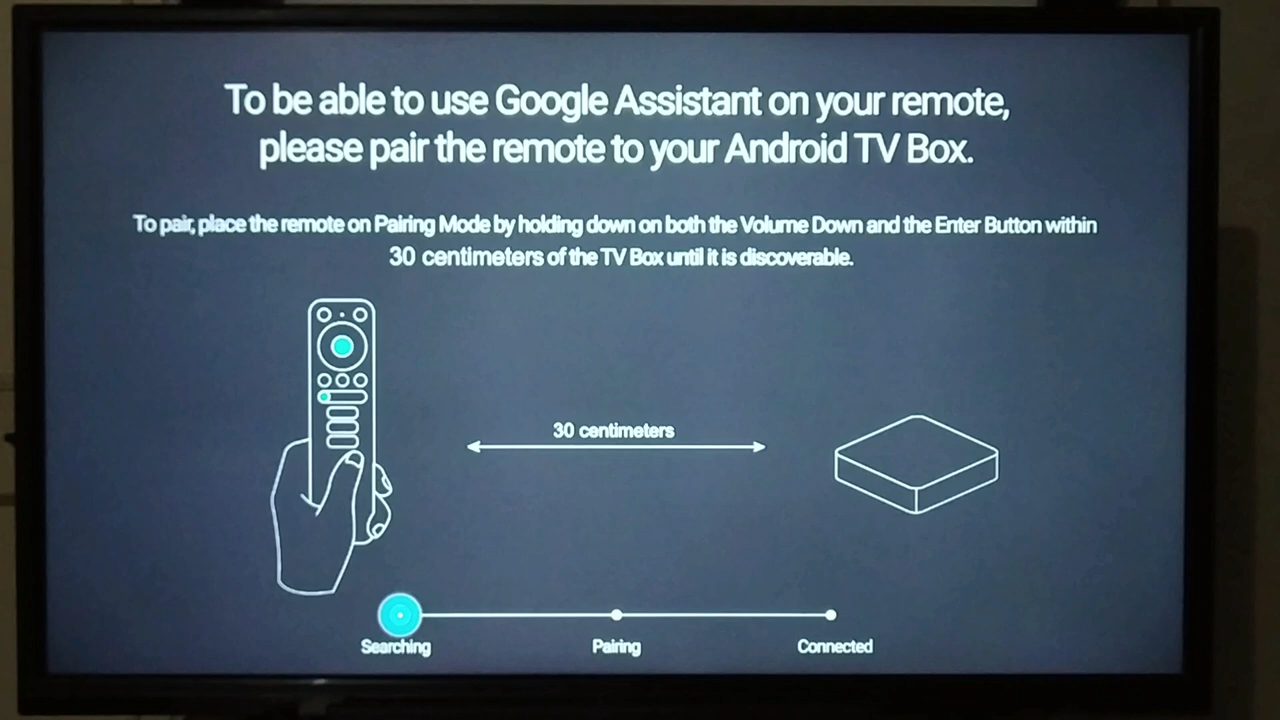 To be able to use Google Assistant on your remote,
please pair the remote to your Android TV Box.
To pair, place the remote on Pairing Mode by holding down on both the Volume Down and the Enter Button within
30 centimeters of the TV Box until it is discoverable.
30 centimeters
Searching
Pairing
Connected